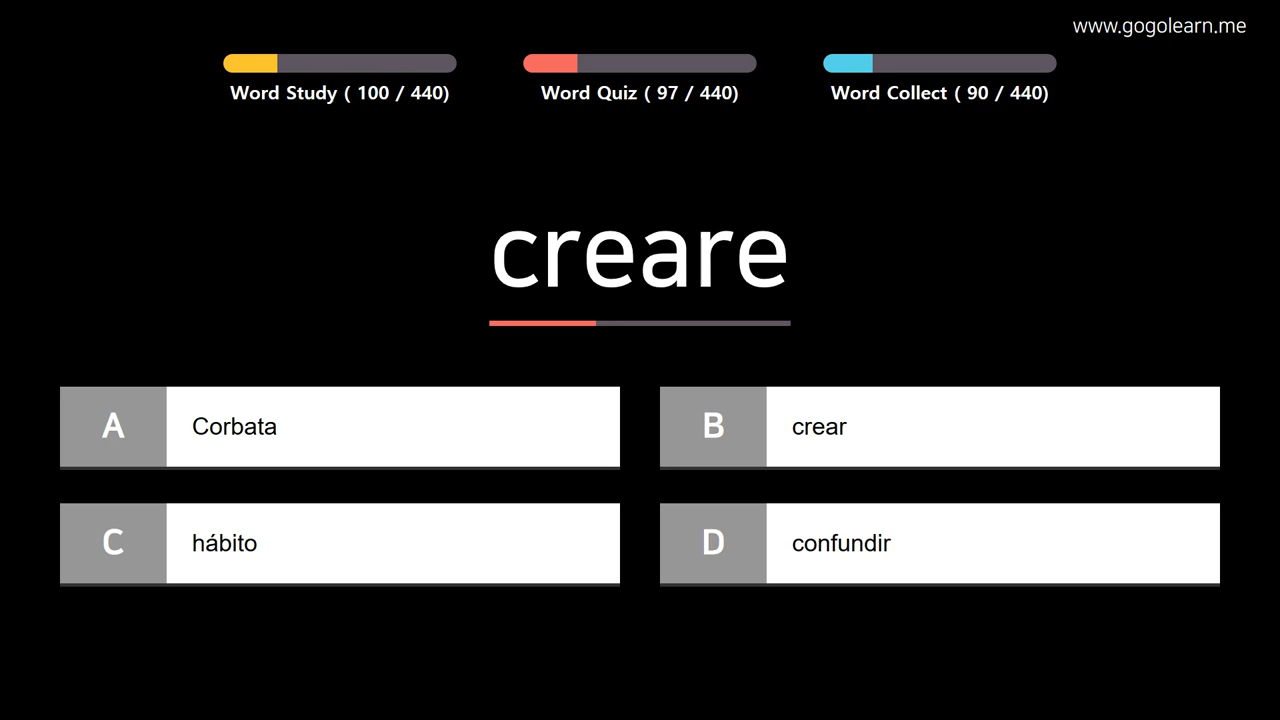 www.gogolearn.me
Word Study ( 100 / 440)
Word Quiz ( 97 / 440)
Word Collect ( 90 / 440)
creare
A Corbata
B crear
C hábito
D confundir